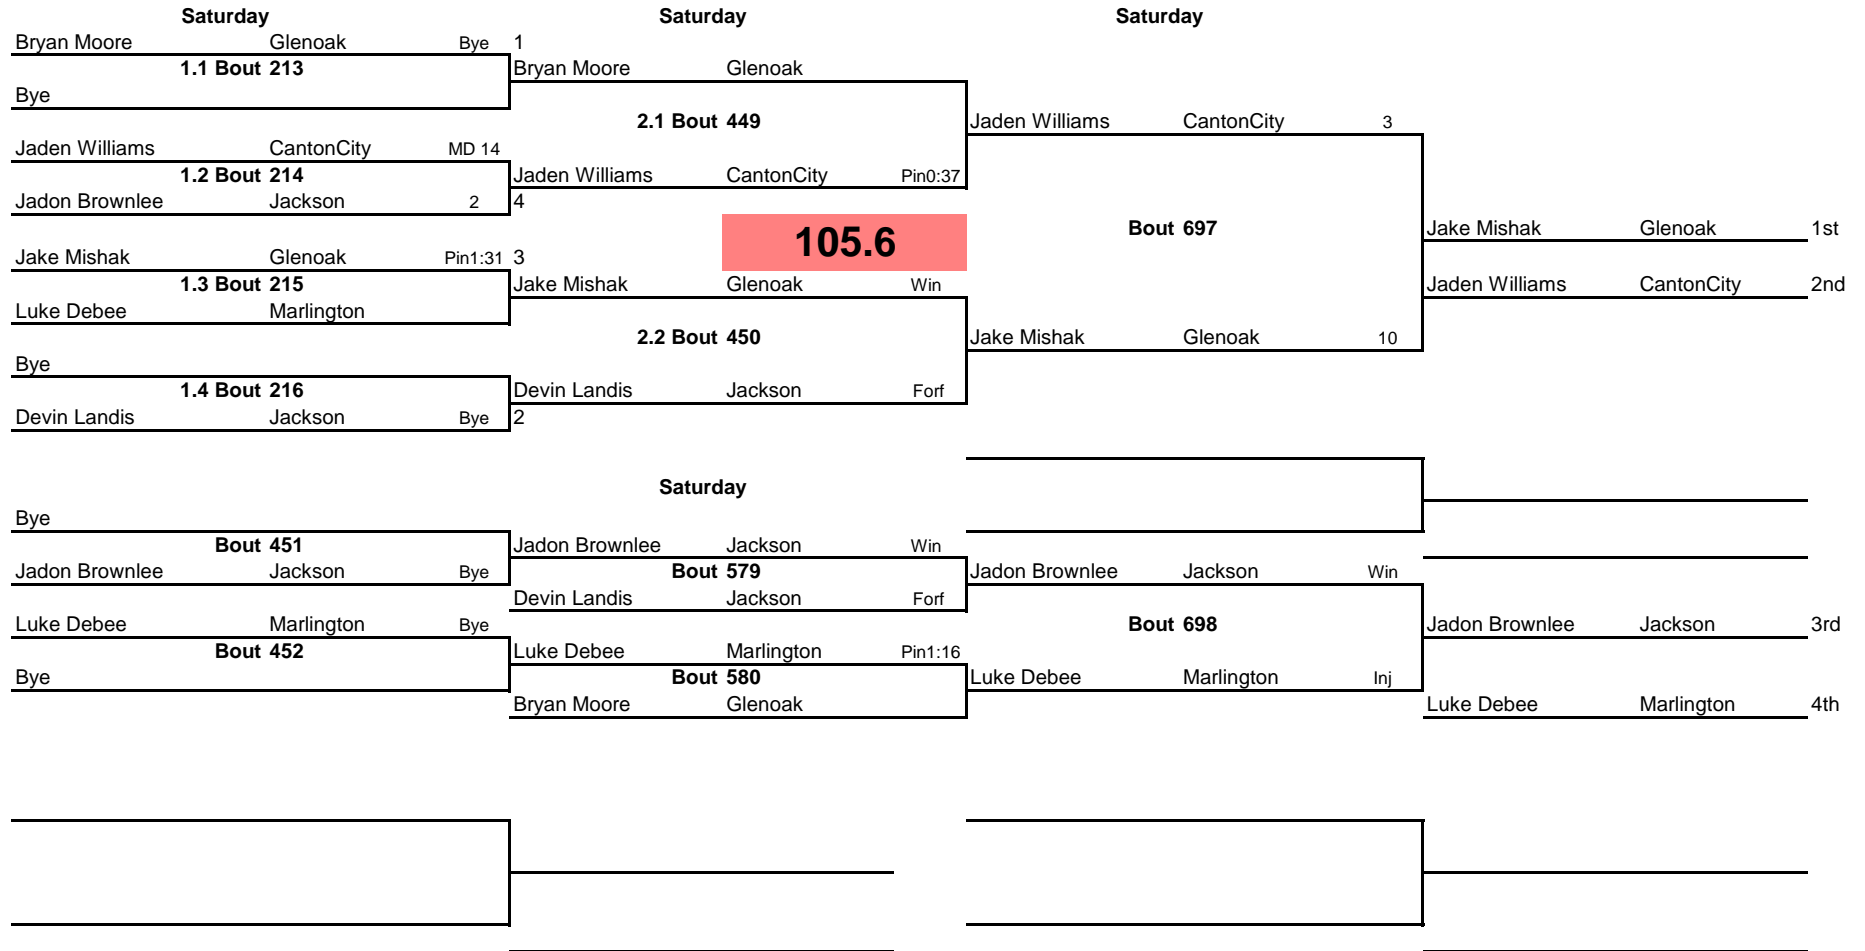 Saturday Saturday Saturday
Bryan Moore Glenoak Bye 1
1.1 Bout 213 Bryan Moore Glenoak
Bye
2.1 Bout 449 Jaden Williams CantonCity 3
Jaden Williams CantonCity MD 14
1.2 Bout 214 Jaden Williams CantonCity Pin0:37
Jadon Brownlee Jackson 2 4
105.6 Bout 697 Jake Mishak Glenoak 1st
Jake Mishak Glenoak Pin1:31 3
1.3 Bout 215 Jake Mishak Glenoak Win Jaden Williams CantonCity 2nd
Luke Debee Marlington
2.2 Bout 450 Jake Mishak Glenoak 10
Bye
1.4 Bout 216 Devin Landis Jackson Forf
Devin Landis Jackson Bye 2
Saturday
Bye
Bout 451 Jadon Brownlee Jackson Win
Jadon Brownlee Jackson Bye Bout 579 Jadon Brownlee Jackson Win
Devin Landis Jackson Forf
Luke Debee Marlington Bye Bout 698 Jadon Brownlee Jackson 3rd
Bout 452 Luke Debee Marlington Pin1:16
Bye Bout 580 Luke Debee Marlington Inj
Bryan Moore Glenoak Luke Debee Marlington 4th